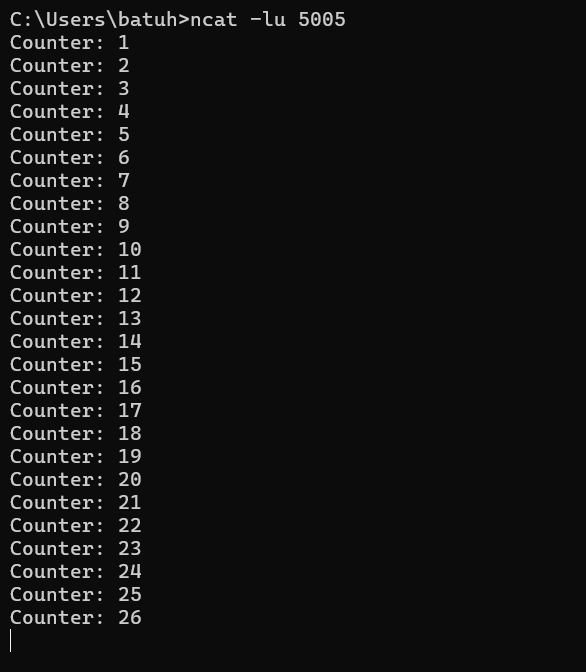 C:\Users\batuh>ncat -lu 5005
Counter: 1
Counter: 2
Counter: 3
Counter: 4
Counter: 5
Counter: 6
Counter: 7
Counter: 8
Counter: 9
Counter: 10
Counter: 11
Counter: 12
Counter: 13
Counter: 14
Counter: 15
Counter: 16
Counter: 17
Counter: 18
Counter: 19
Counter: 20
Counter: 21
Counter: 22
Counter: 23
Counter: 24
Counter: 25
Counter: 26